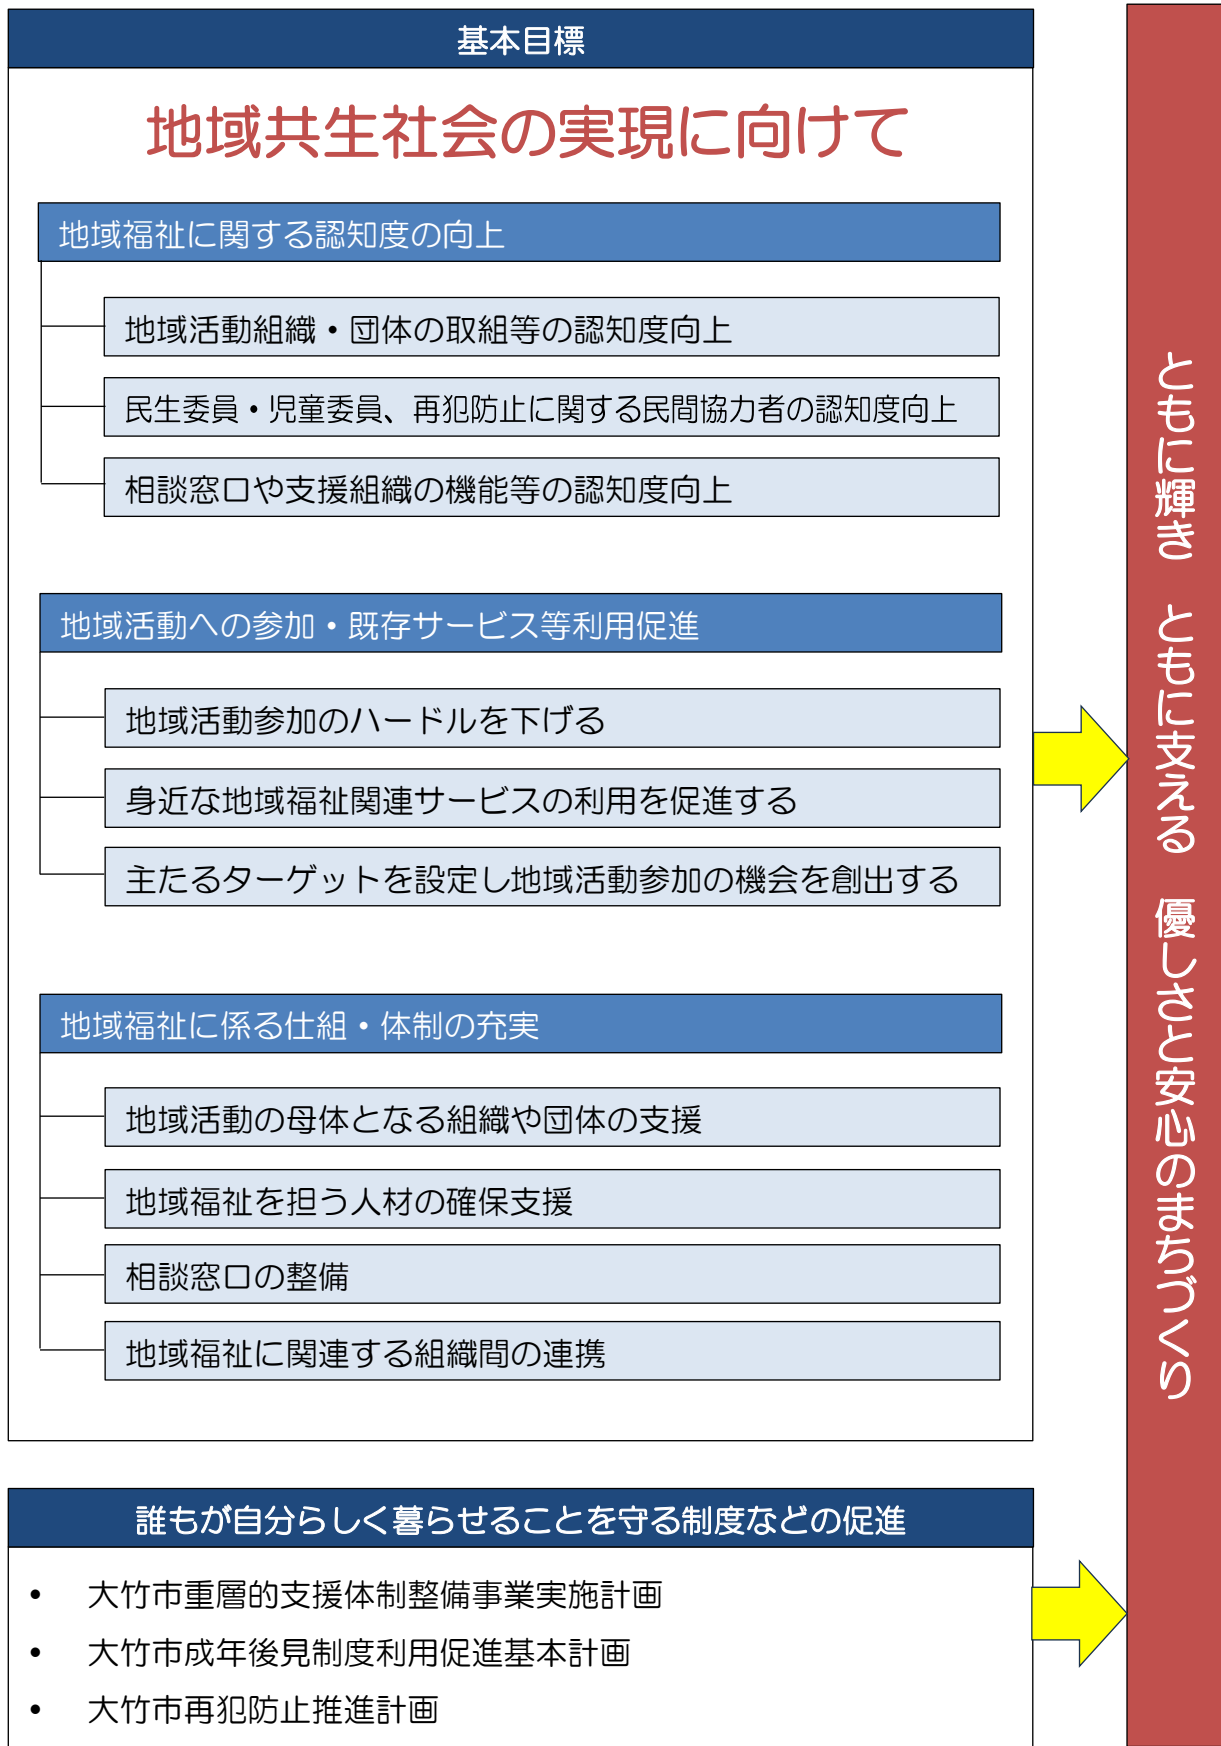 基本目標
地域共生社会の実現に向けて
地域福祉に関する認知度の向上
地域活動組織・団体の取組等の認知度向上
民生委員・児童委員、再犯防止に関する民間協力者の認知度向上
相談窓口や支援組織の機能等の認知度向上
地域活動への参加・既存サービス等利用促進
地域活動参加のハードルを下げる
身近な地域福祉関連サービスの利用を促進する
主たるターゲットを設定し地域活動参加の機会を創出する
地域福祉に係る仕組・体制の充実
地域活動の母体となる組織や団体の支援
地域福祉を担う人材の確保支援
相談窓口の整備
地域福祉に関連する組織間の連携
誰もが自分らしく暮らせることを守る制度などの促進
• 大竹市重層的支援体制整備事業実施計画
• 大竹市成年後見制度利用促進基本計画
• 大竹市再犯防止推進計画
ともに輝き　ともに支える　優しさと安心のまちづくり